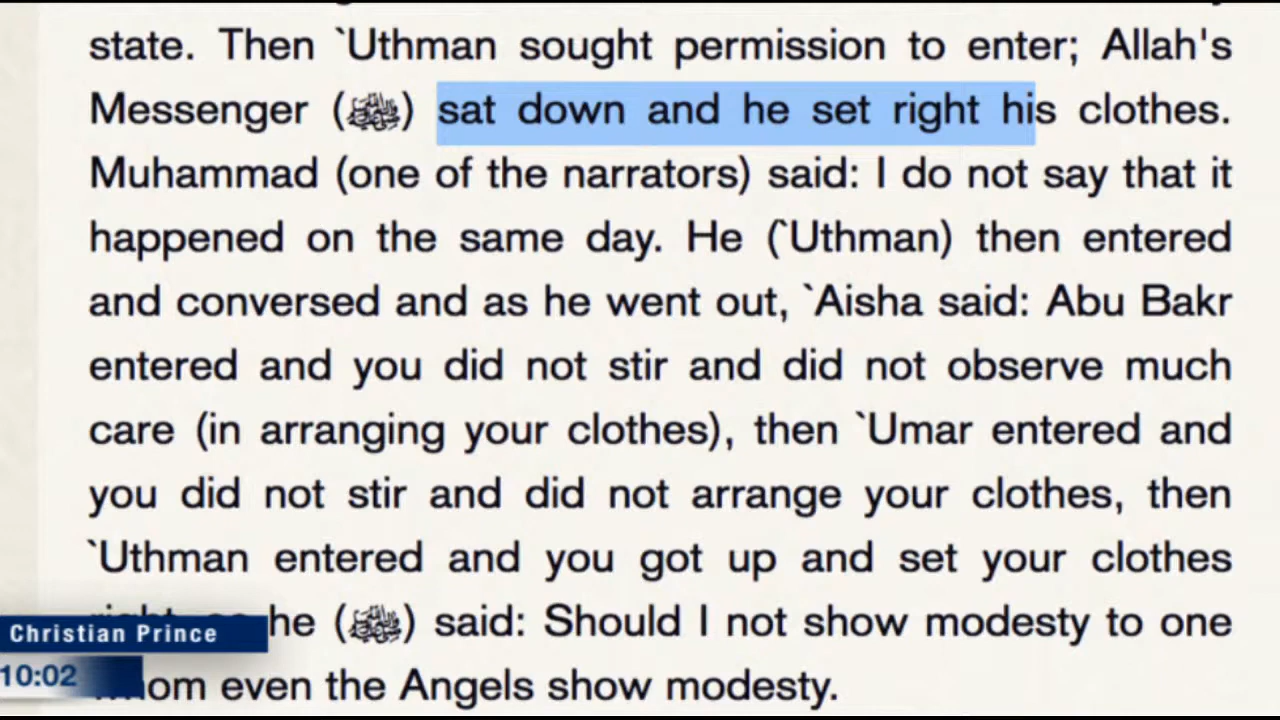 state. Then `Uthman sought permission to enter; Allah's
Messenger (ﷺ) sat down and he set right his clothes.
Muhammad (one of the narrators) said: I do not say that it
happened on the same day. He (`Uthman) then entered
and conversed and as he went out, `Aisha said: Abu Bakr
entered and you did not stir and did not observe much
care (in arranging your clothes), then `Umar entered and
you did not stir and did not arrange your clothes, then
`Uthman entered and you got up and set your clothes
he (ﷺ) said: Should I not show modesty to one
even the Angels show modesty.
Christian Prince
10:02